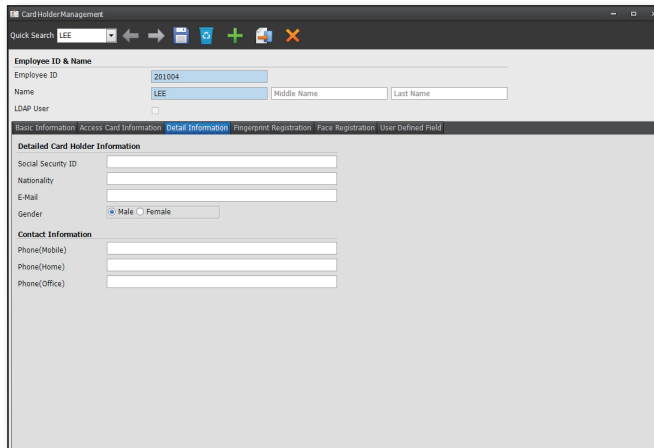 Card Holder Management
Quick Search LEE
Employee ID & Name
Employee ID 201004
Name LEE Middle Name Last Name
LDAP User
Basic Information Access Card Information Detail Information Fingerprint Registration Face Registration User Defined Field
Detailed Card Holder Information
Social Security ID
Nationality
E-Mail
Gender Male Female
Contact Information
Phone(Mobile)
Phone(Home)
Phone(Office)